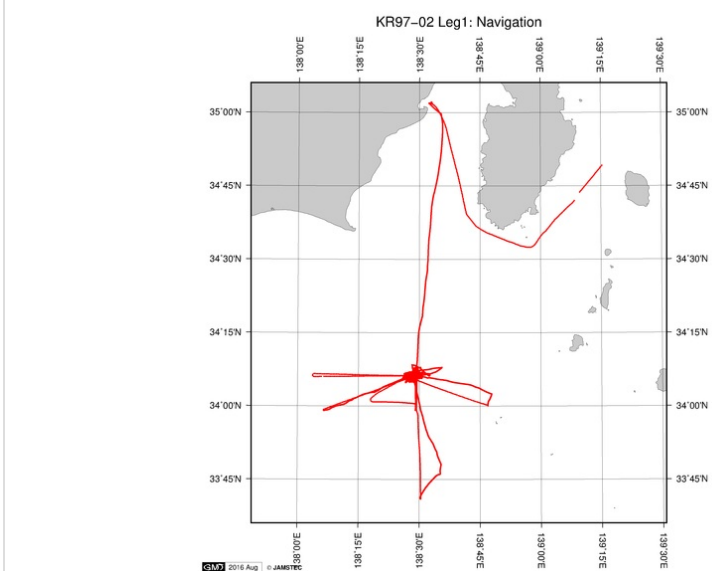 KR97−02 Leg1: Navigation
138˚00'E 138˚15'E 138˚30'E 138˚45'E 139˚00'E 139˚15'E 139˚30'E
35˚00'N 35˚00'N
34˚45'N 34˚45'N
34˚30'N 34˚30'N
34˚15'N 34˚15'N
34˚00'N 34˚00'N
33˚45'N 33˚45'N
138˚00'E 138˚15'E 138˚30'E 138˚45'E 139˚00'E 139˚15'E 139˚30'E
GMD 2016 Aug © JAMSTEC